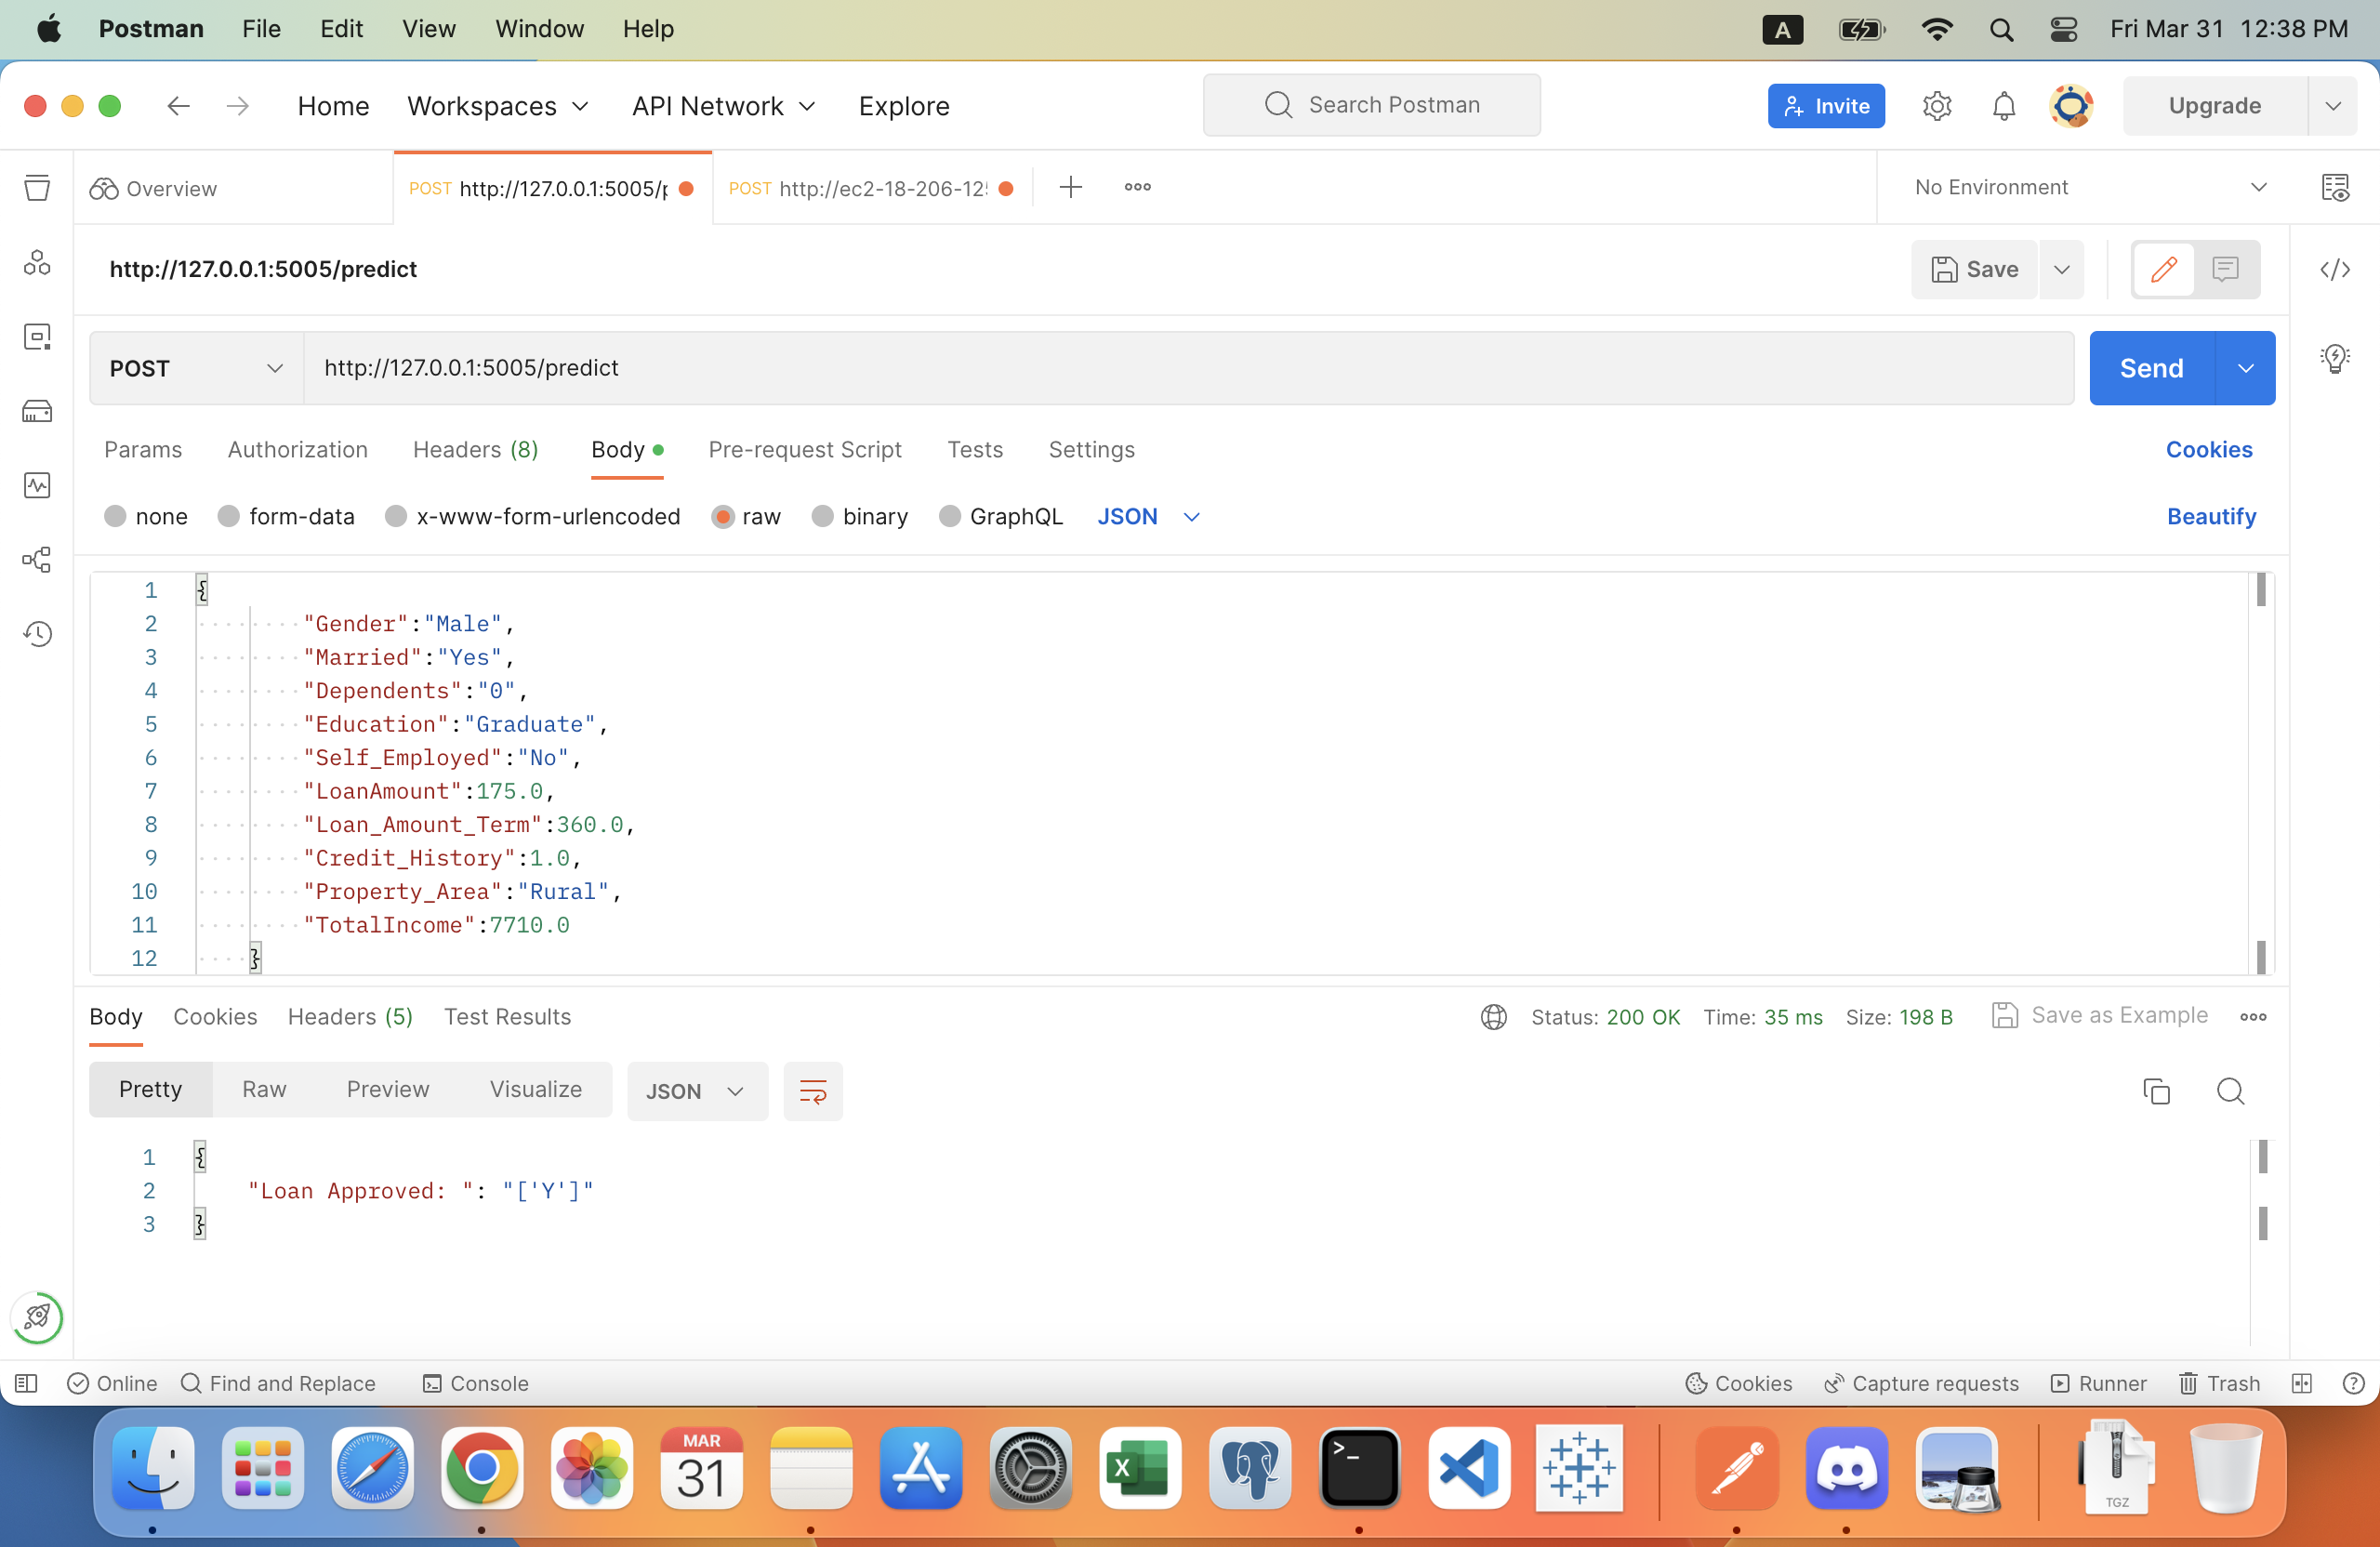 Postman File Edit View Window Help A Fri Mar 31 12:38 PM
Home Workspaces API Network Explore Search Postman Invite Upgrade
Overview POST http://127.0.0.1:5005/p POST http://ec2-18-206-12 No Environment
http://127.0.0.1:5005/predict Save
POST http://127.0.0.1:5005/predict Send
Params Authorization Headers (8) Body Pre-request Script Tests Settings Cookies
none form-data x-www-form-urlencoded raw binary GraphQL JSON Beautify
1 {
2 "Gender":"Male",
3 "Married":"Yes",
4 "Dependents":"0",
5 "Education":"Graduate",
6 "Self_Employed":"No",
7 "LoanAmount":175.0,
8 "Loan_Amount_Term":360.0,
9 "Credit_History":1.0,
10 "Property_Area":"Rural",
11 "TotalIncome":7710.0
12 }
Body Cookies Headers (5) Test Results Status: 200 OK Time: 35 ms Size: 198 B Save as Example
Pretty Raw Preview Visualize JSON
1 {
2 "Loan Approved: ": "['Y']"
3 }
Online Find and Replace Console Cookies Capture requests Runner Trash
MAR
31
X
>_
TGZ